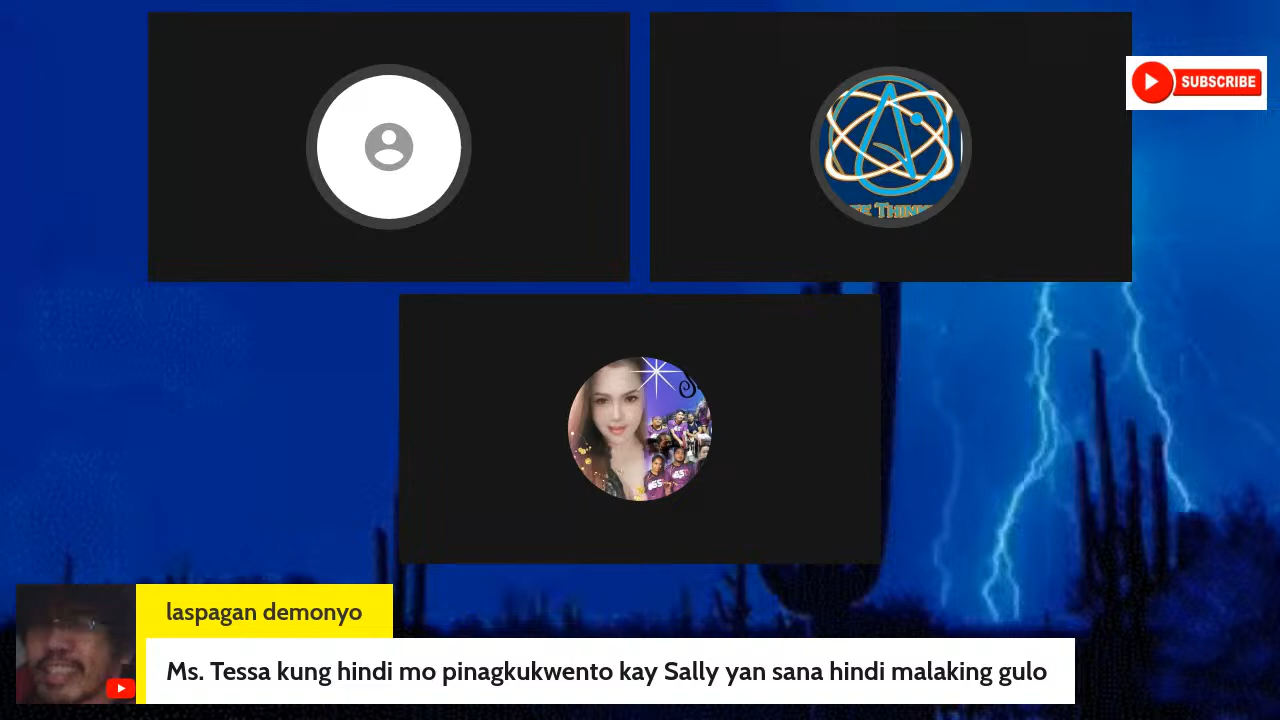 SUBSCRIBE
laspagan demonyo
Ms. Tessa kung hindi mo pinagkukwento kay Sally yan sana hindi malaking gulo